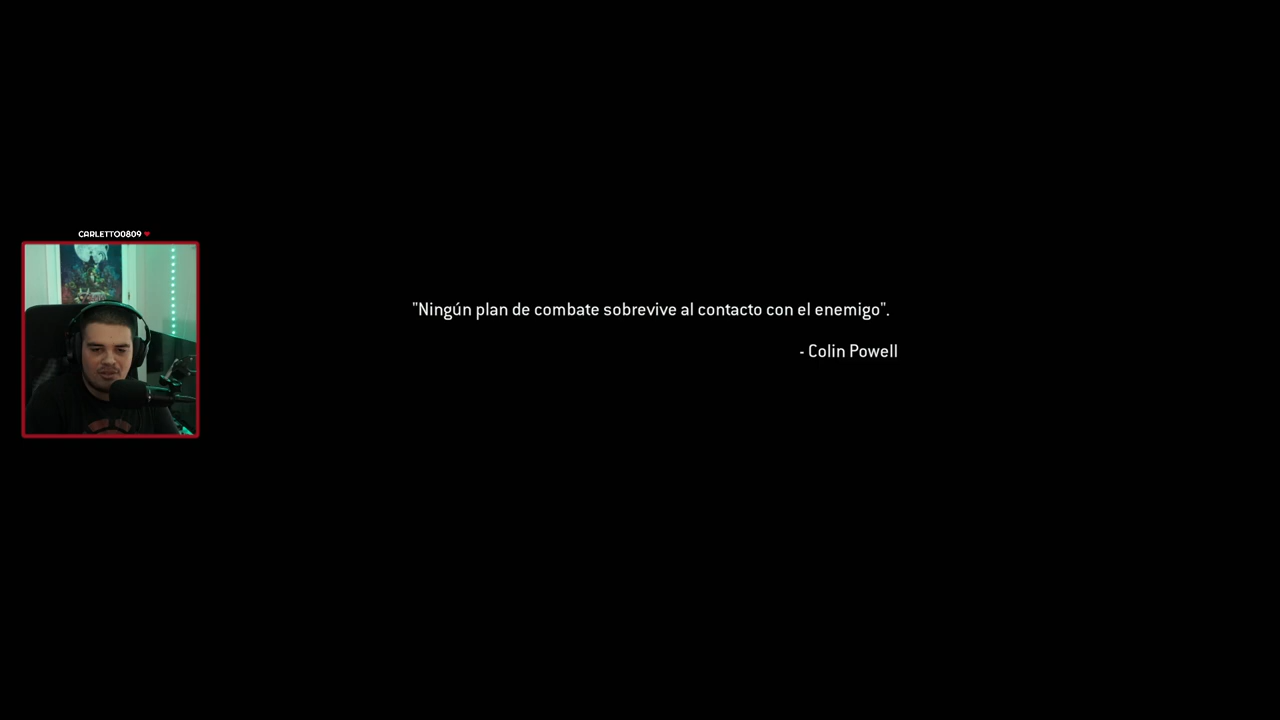 CARLETTO0809
"Ningún plan de combate sobrevive al contacto con el enemigo".
- Colin Powell